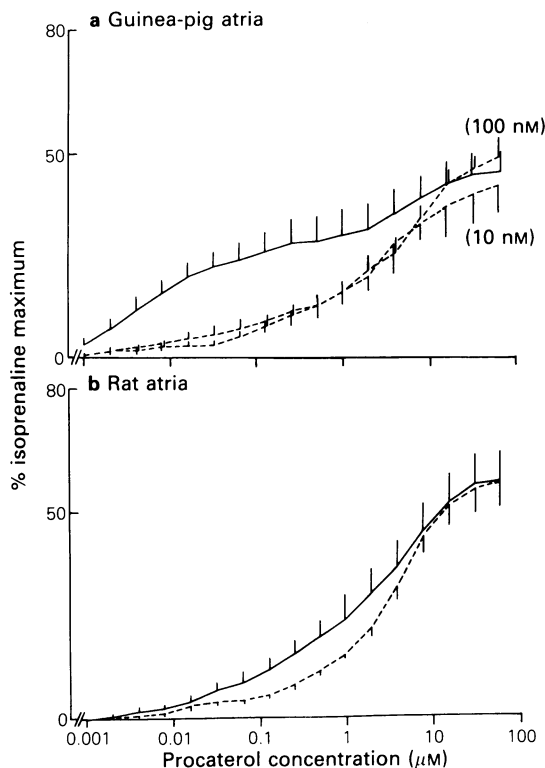 a Guinea-pig atria
80
50
0
(100 nM)
(10 nM)
% isoprenaline maximum
b Rat atria
80
50
0
0.001 0.01 0.1 1 10 100
Procaterol concentration (μM)